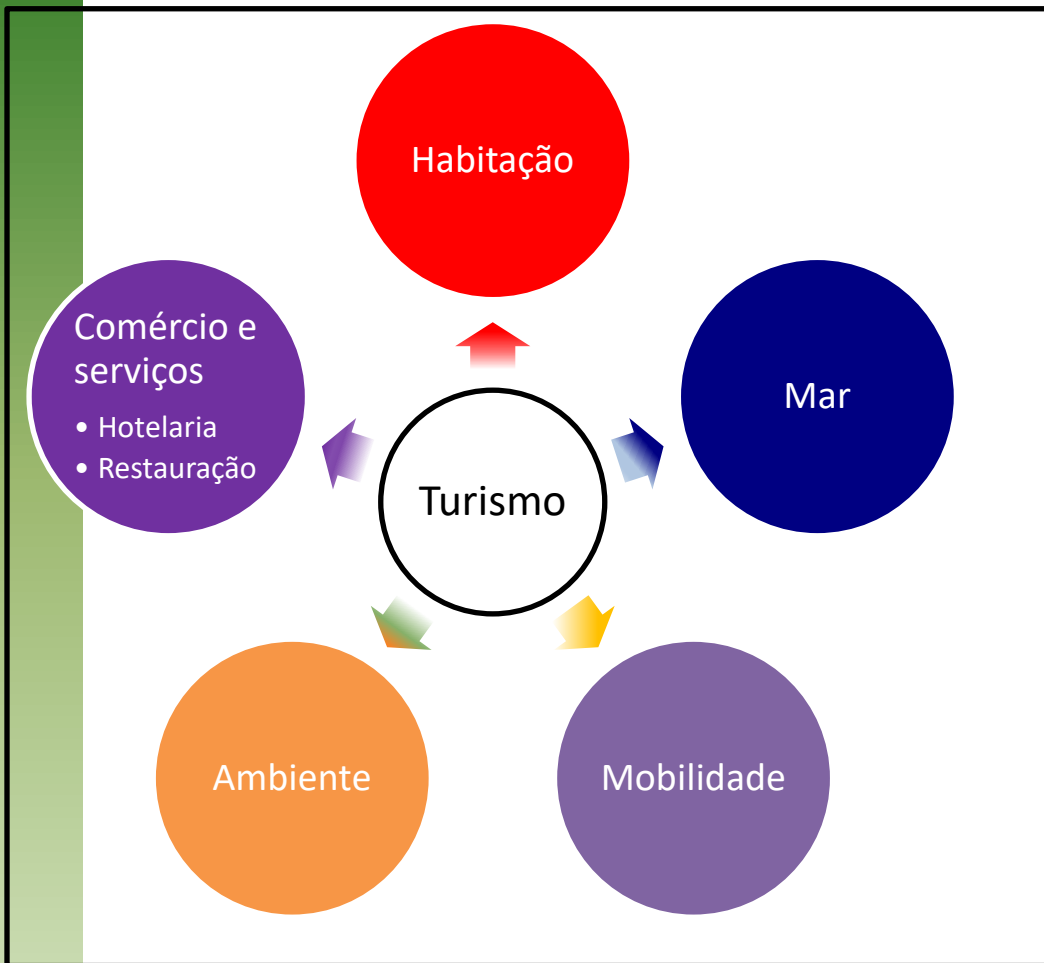 Habitação
Comércio e
serviços
• Hotelaria
• Restauração
Mar
Turismo
Ambiente
Mobilidade